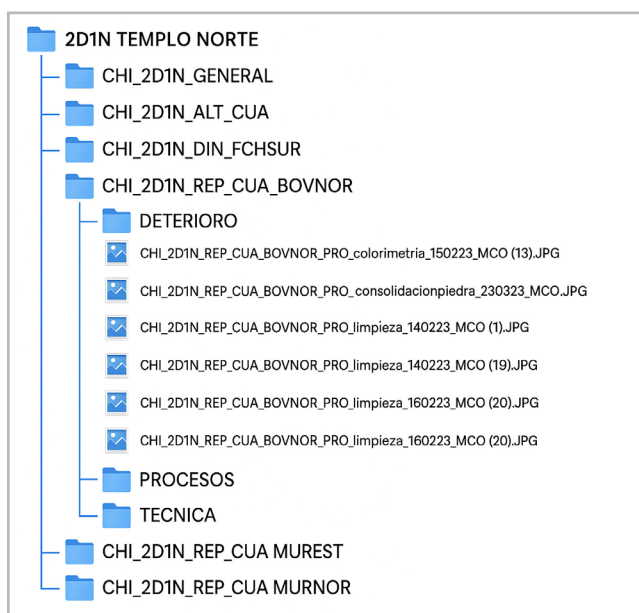 2D1N TEMPLO NORTE
CHI_2D1N_GENERAL
CHI_2D1N_ALT_CUA
CHI_2D1N_DIN_FCHSUR
CHI_2D1N_REP_CUA_BOVNOR
DETERIORO
CHI_2D1N_REP_CUA_BOVNOR_PRO_colorimetria_150223_MCO (13).JPG
CHI_2D1N_REP_CUA_BOVNOR_PRO_consolidacionpiedra_230323_MCO.JPG
CHI_2D1N_REP_CUA_BOVNOR_PRO_limpieza_140223_MCO (1).JPG
CHI_2D1N_REP_CUA_BOVNOR_PRO_limpieza_140223_MCO (19).JPG
CHI_2D1N_REP_CUA_BOVNOR_PRO_limpieza_160223_MCO (20).JPG
CHI_2D1N_REP_CUA_BOVNOR_PRO_limpieza_160223_MCO (20).JPG
PROCESOS
TECNICA
CHI_2D1N_REP_CUA MUREST
CHI_2D1N_REP_CUA MURNOR